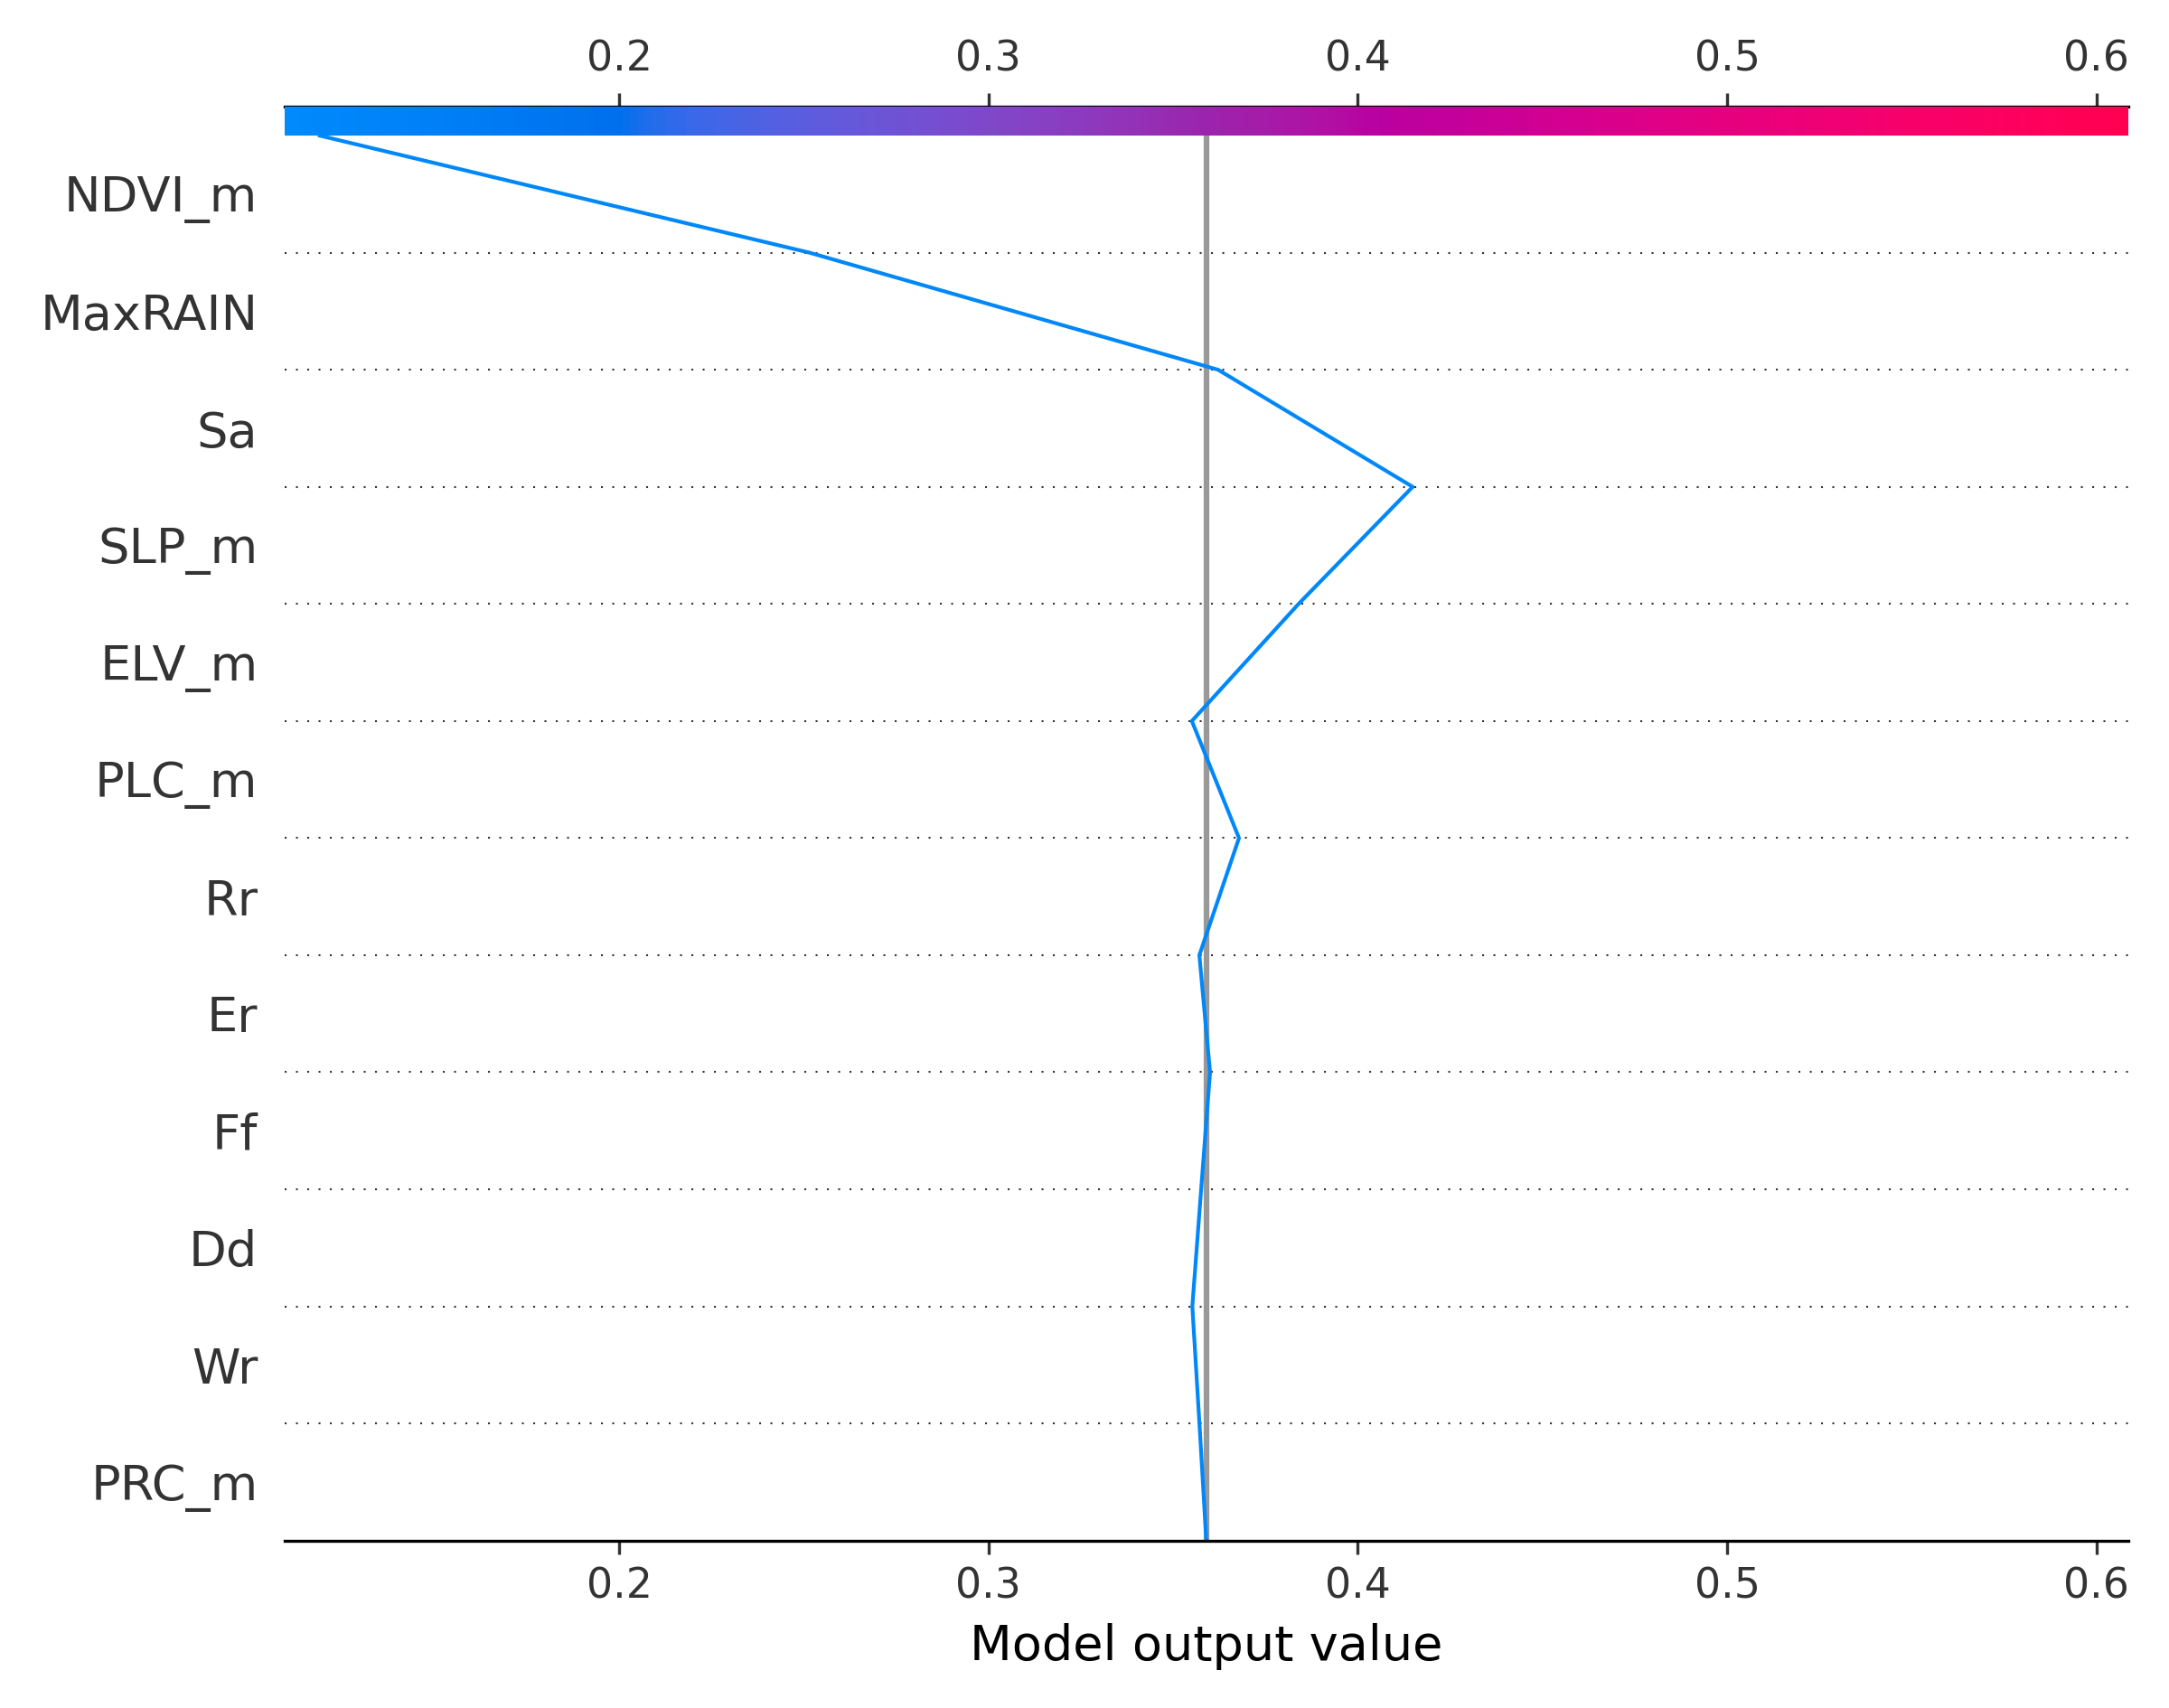 0.2 0.3 0.4 0.5 0.6
NDVI_m
MaxRAIN
Sa
SLP_m
ELV_m
PLC_m
Rr
Er
Ff
Dd
Wr
PRC_m
0.2 0.3 0.4 0.5 0.6
Model output value